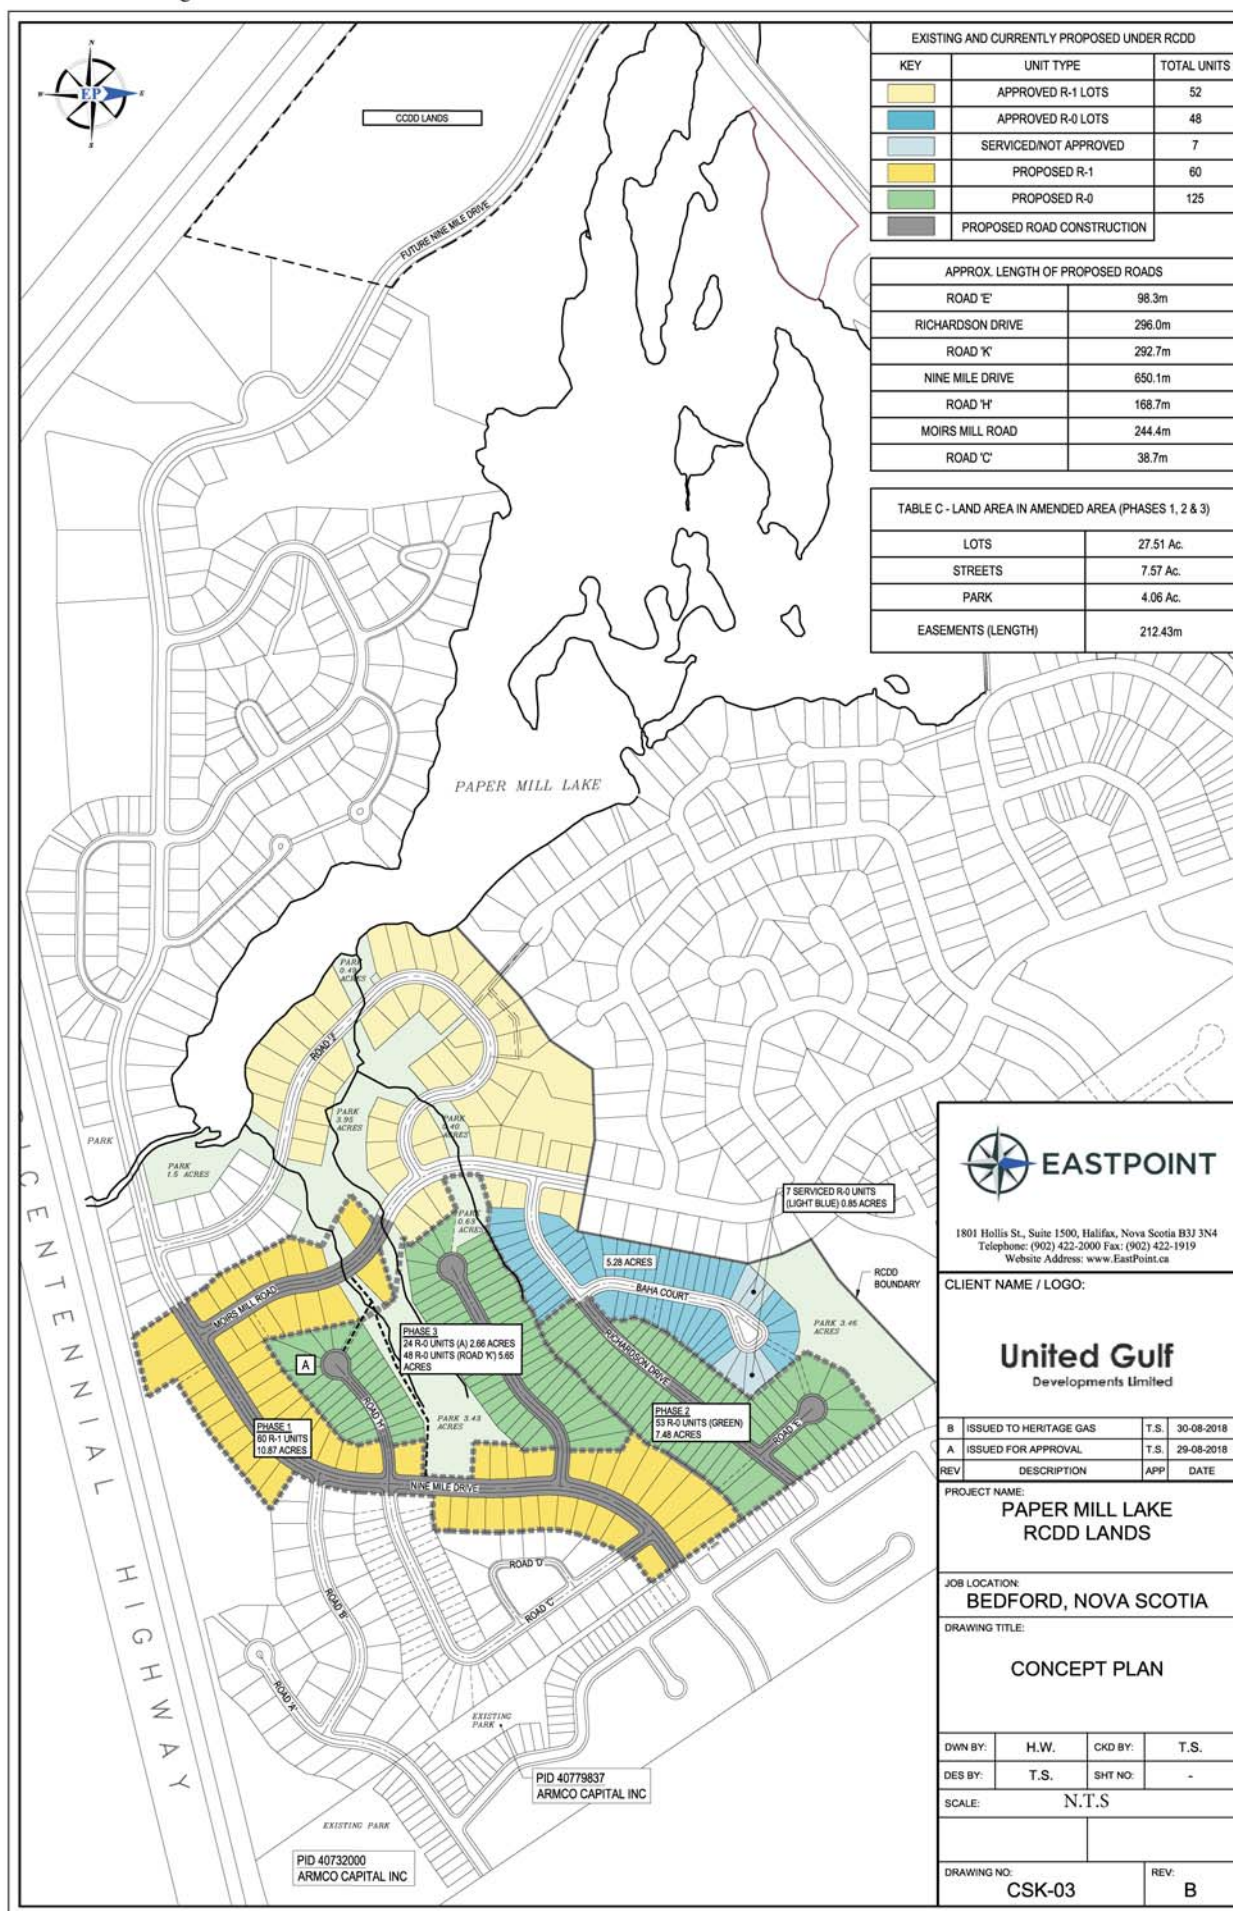 N
W
EP
E
S
CCDD LANDS
FUTURE NINE MILE DRIVE
EXISTING AND CURRENTLY PROPOSED UNDER RCDD
KEY UNIT TYPE TOTAL UNITS
APPROVED R-1 LOTS 52
APPROVED R-0 LOTS 48
SERVICED/NOT APPROVED 7
PROPOSED R-1 60
PROPOSED R-0 125
PROPOSED ROAD CONSTRUCTION
APPROX. LENGTH OF PROPOSED ROADS
ROAD 'E' 98.3m
RICHARDSON DRIVE 296.0m
ROAD 'K' 292.7m
NINE MILE DRIVE 650.1m
ROAD 'H' 168.7m
MOIRS MILL ROAD 244.4m
ROAD 'C' 38.7m
TABLE C - LAND AREA IN AMENDED AREA (PHASES 1, 2 & 3)
LOTS 27.51 Ac.
STREETS 7.57 Ac.
PARK 4.06 Ac.
EASEMENTS (LENGTH) 212.43m
PAPER MILL LAKE
PARK
ACRES
PARK
3.95
ACRES
PARK
ACRES
PARK
PARK
1.5 ACRES
PARK
0.63
ACRES
7 SERVICED R-0 UNITS
(LIGHT BLUE) 0.85 ACRES
5.28 ACRES
BAHA COURT
RCDD
BOUNDARY
PARK 3.46
ACRES
MOIRS MILL ROAD
RICHARDSON DRIVE
PHASE 3
24 R-0 UNITS (A) 2.66 ACRES
48 R-0 UNITS (ROAD 'K') 5.65
ACRES
A
ROAD 'H'
PHASE 2
53 R-0 UNITS (GREEN)
7.48 ACRES
ROAD 'E'
PARK 3.43
ACRES
PHASE 1
60 R-1 UNITS
10.87 ACRES
NINE MILE DRIVE
ROAD 'D'
ROAD 'C'
ROAD 'B'
ROAD 'A'
EXISTING
PARK
PID 40779837
ARMCO CAPITAL INC
EXISTING PARK
PID 40732000
ARMCO CAPITAL INC
CENTENNIAL HIGHWAY
EASTPOINT
1801 Hollis St., Suite 1500, Halifax, Nova Scotia B3J 3N4
Telephone: (902) 422-2000 Fax: (902) 422-1919
Website Address: www.EastPoint.ca
CLIENT NAME / LOGO:
United Gulf
Developments Limited
B ISSUED TO HERITAGE GAS T.S. 30-08-2018
A ISSUED FOR APPROVAL T.S. 29-08-2018
REV DESCRIPTION APP DATE
PROJECT NAME:
PAPER MILL LAKE
RCDD LANDS
JOB LOCATION:
BEDFORD, NOVA SCOTIA
DRAWING TITLE:
CONCEPT PLAN
DWN BY: H.W. CKD BY: T.S.
DES BY: T.S. SHT NO: -
SCALE: N.T.S
DRAWING NO: REV:
CSK-03 B